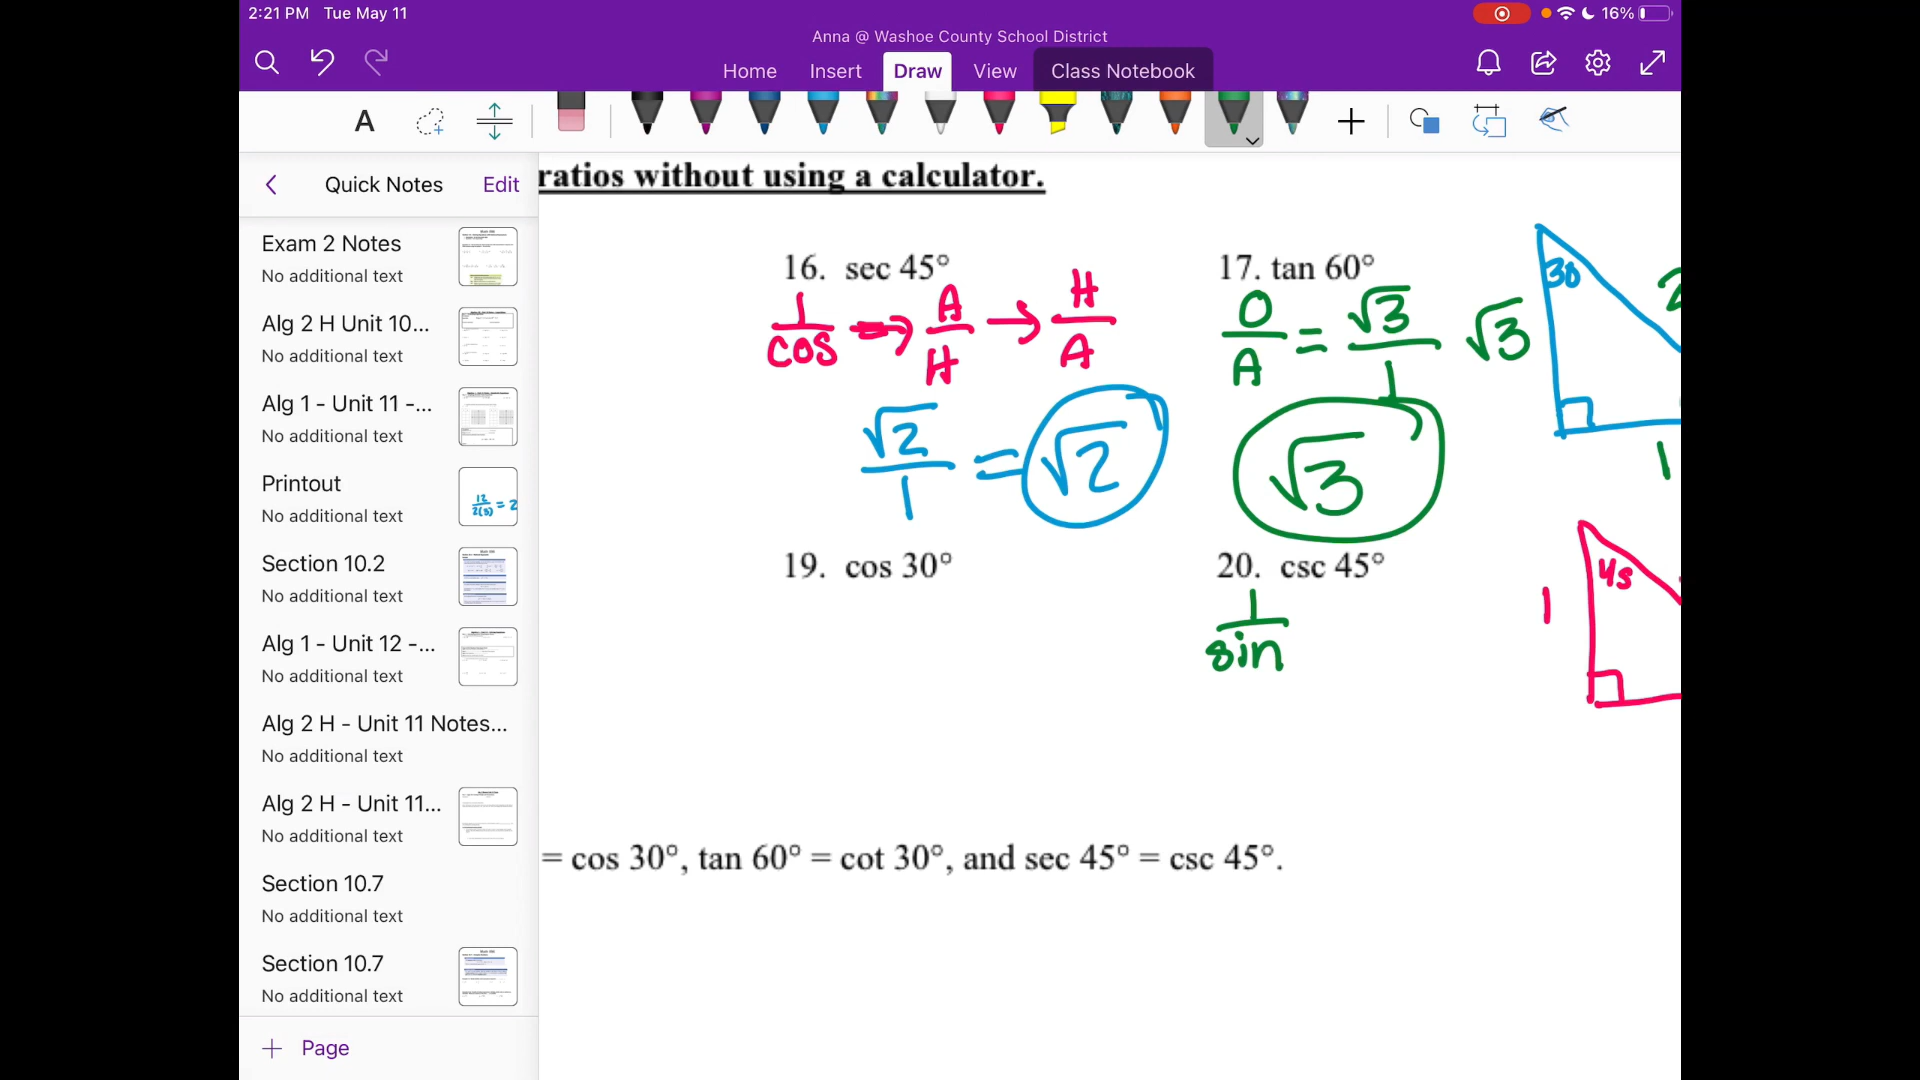 2:21 PM Tue May 11
16%
Anna @ Washoe County School District
Home Insert Draw View Class Notebook
A
Quick Notes Edit
Exam 2 Notes
No additional text
Alg 2 H Unit 10...
No additional text
Alg 1 - Unit 11 -...
No additional text
Printout
No additional text
12/2(3) = 2
Section 10.2
No additional text
Alg 1 - Unit 12 -...
No additional text
Alg 2 H - Unit 11 Notes...
No additional text
Alg 2 H - Unit 11...
No additional text
Section 10.7
No additional text
Section 10.7
No additional text
+ Page
ratios without using a calculator.
16. sec 45°
1/cos → A/H → H/A
√2/1 = √2
17. tan 60°
O/A = √3/1 √3
√3
30
2
1
19. cos 30°
20. csc 45°
1/sin
45
1
= cos 30°, tan 60° = cot 30°, and sec 45° = csc 45°.